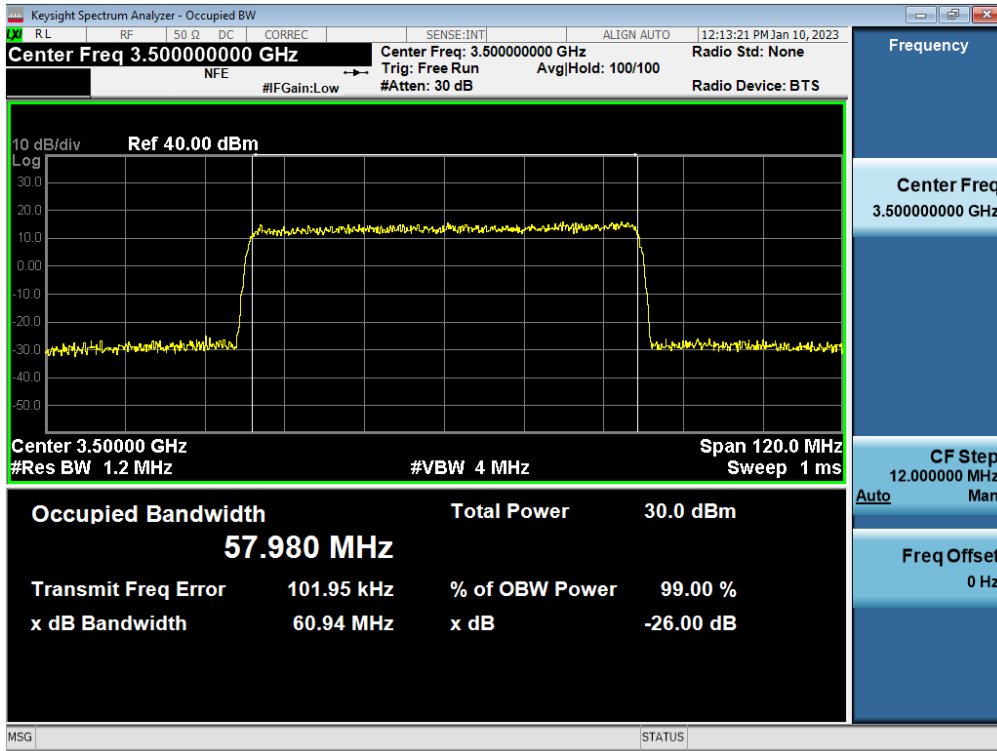 Keysight Spectrum Analyzer - Occupied BW
LXI RL RF 50 Ω DC CORREC SENSE:INT ALIGN AUTO 12:13:21 PM Jan 10, 2023
Center Freq 3.500000000 GHz
NFE
#IFGain:Low
Center Freq: 3.500000000 GHz
Trig: Free Run Avg|Hold: 100/100
#Atten: 30 dB
Radio Std: None
Radio Device: BTS
10 dB/div Ref 40.00 dBm
Log
30.0
20.0
10.0
0.00
-10.0
-20.0
-30.0
-40.0
-50.0
Center 3.50000 GHz Span 120.0 MHz
#Res BW 1.2 MHz #VBW 4 MHz Sweep 1 ms
Occupied Bandwidth Total Power 30.0 dBm
57.980 MHz
Transmit Freq Error 101.95 kHz % of OBW Power 99.00 %
x dB Bandwidth 60.94 MHz x dB -26.00 dB
Frequency
Center Freq
3.500000000 GHz
CF Step
12.000000 MHz
Auto Man
Freq Offset
0 Hz
MSG STATUS